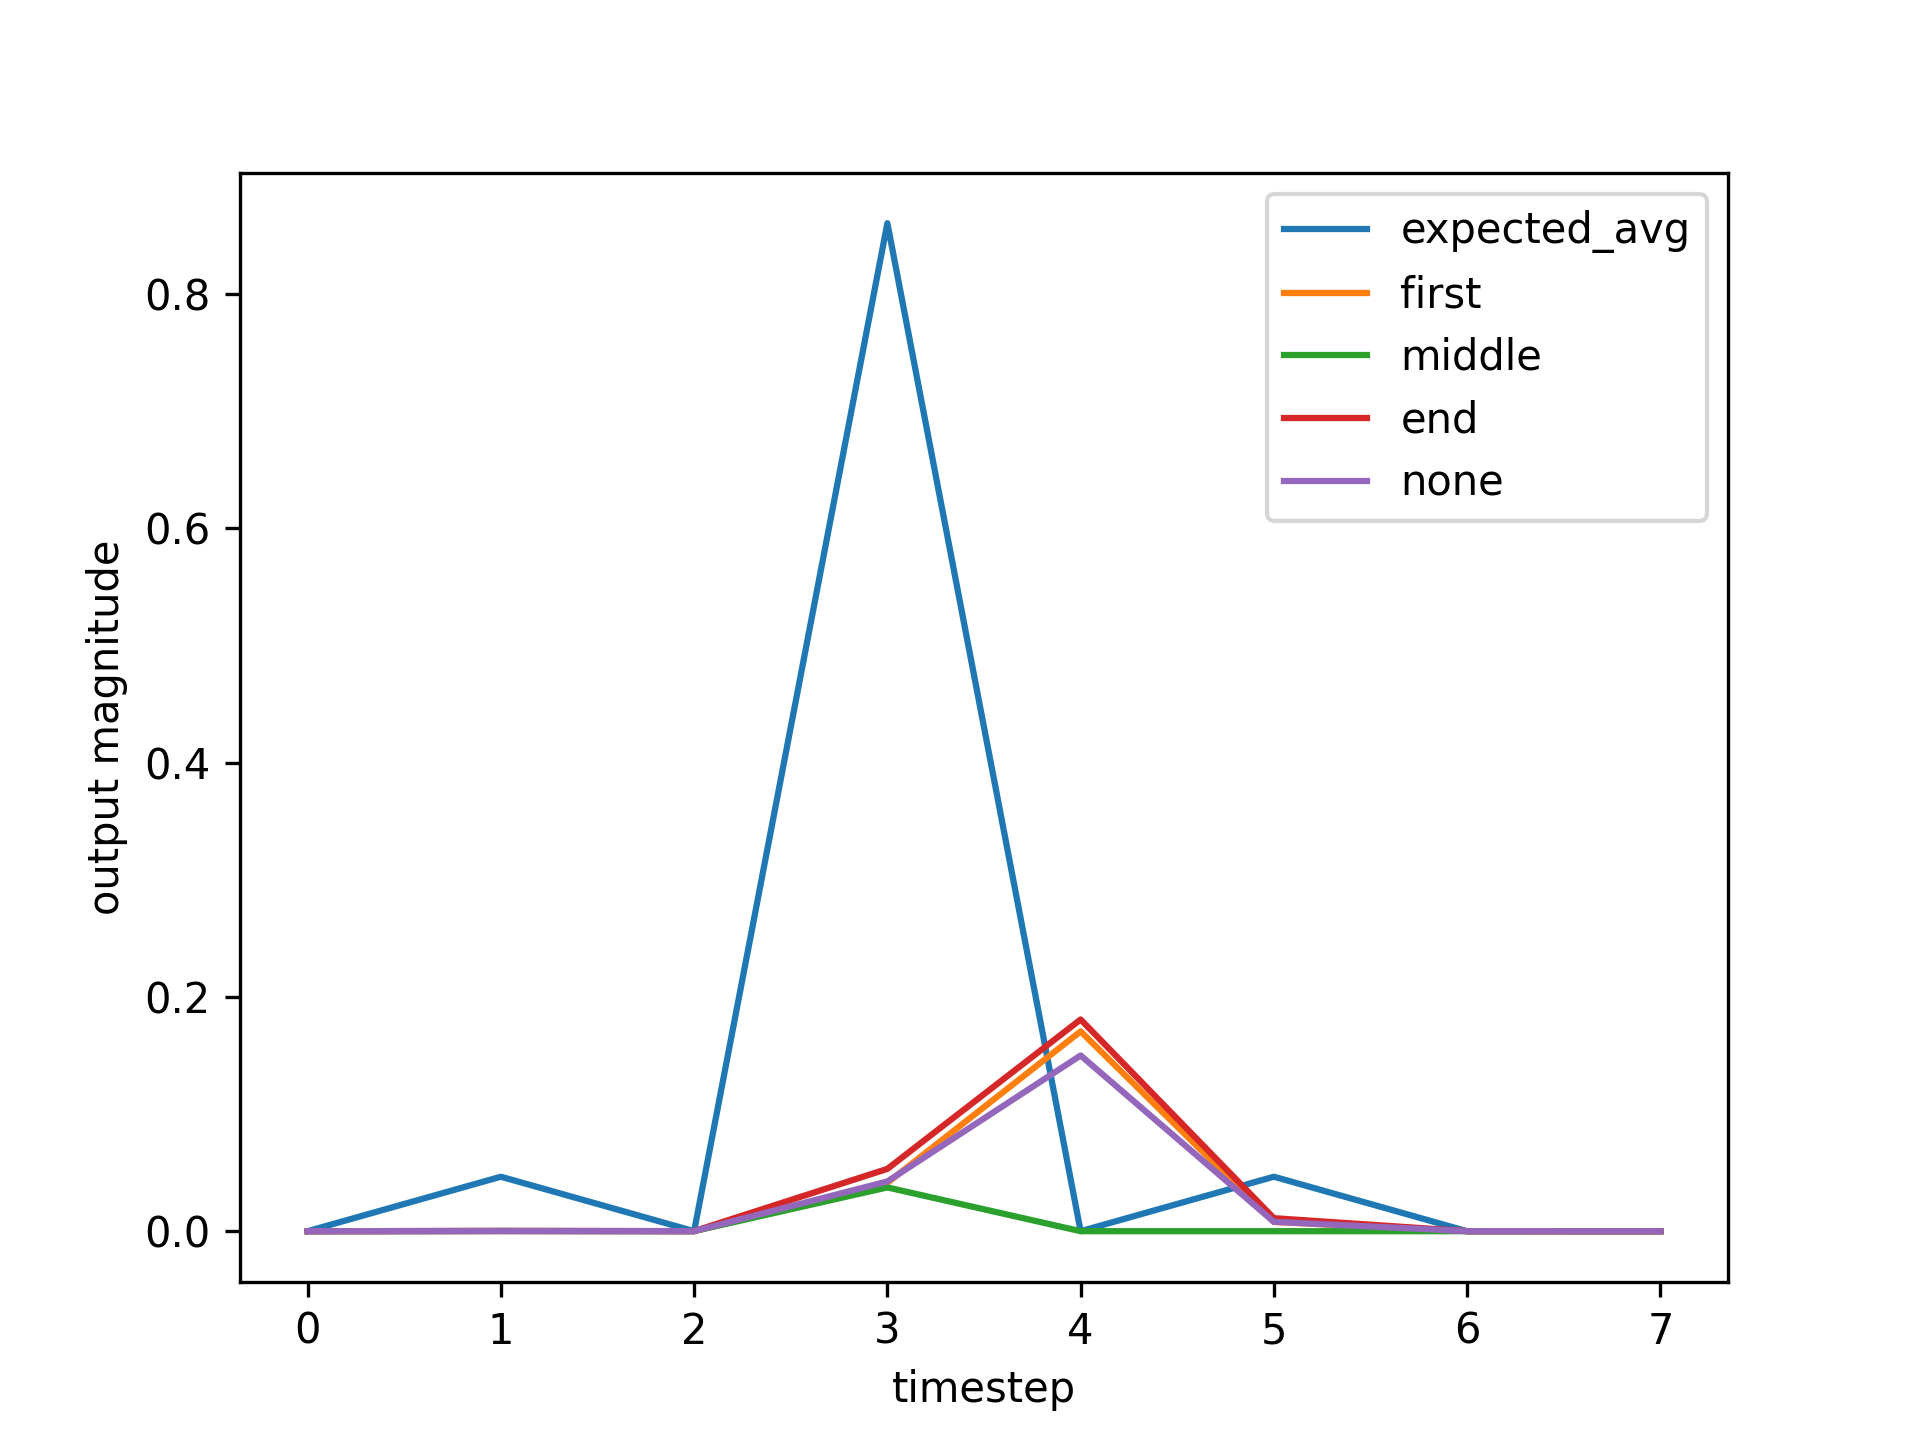 expected_avg
first
middle
end
none
output magnitude
0.8
0.6
0.4
0.2
0.0
0 1 2 3 4 5 6 7
timestep